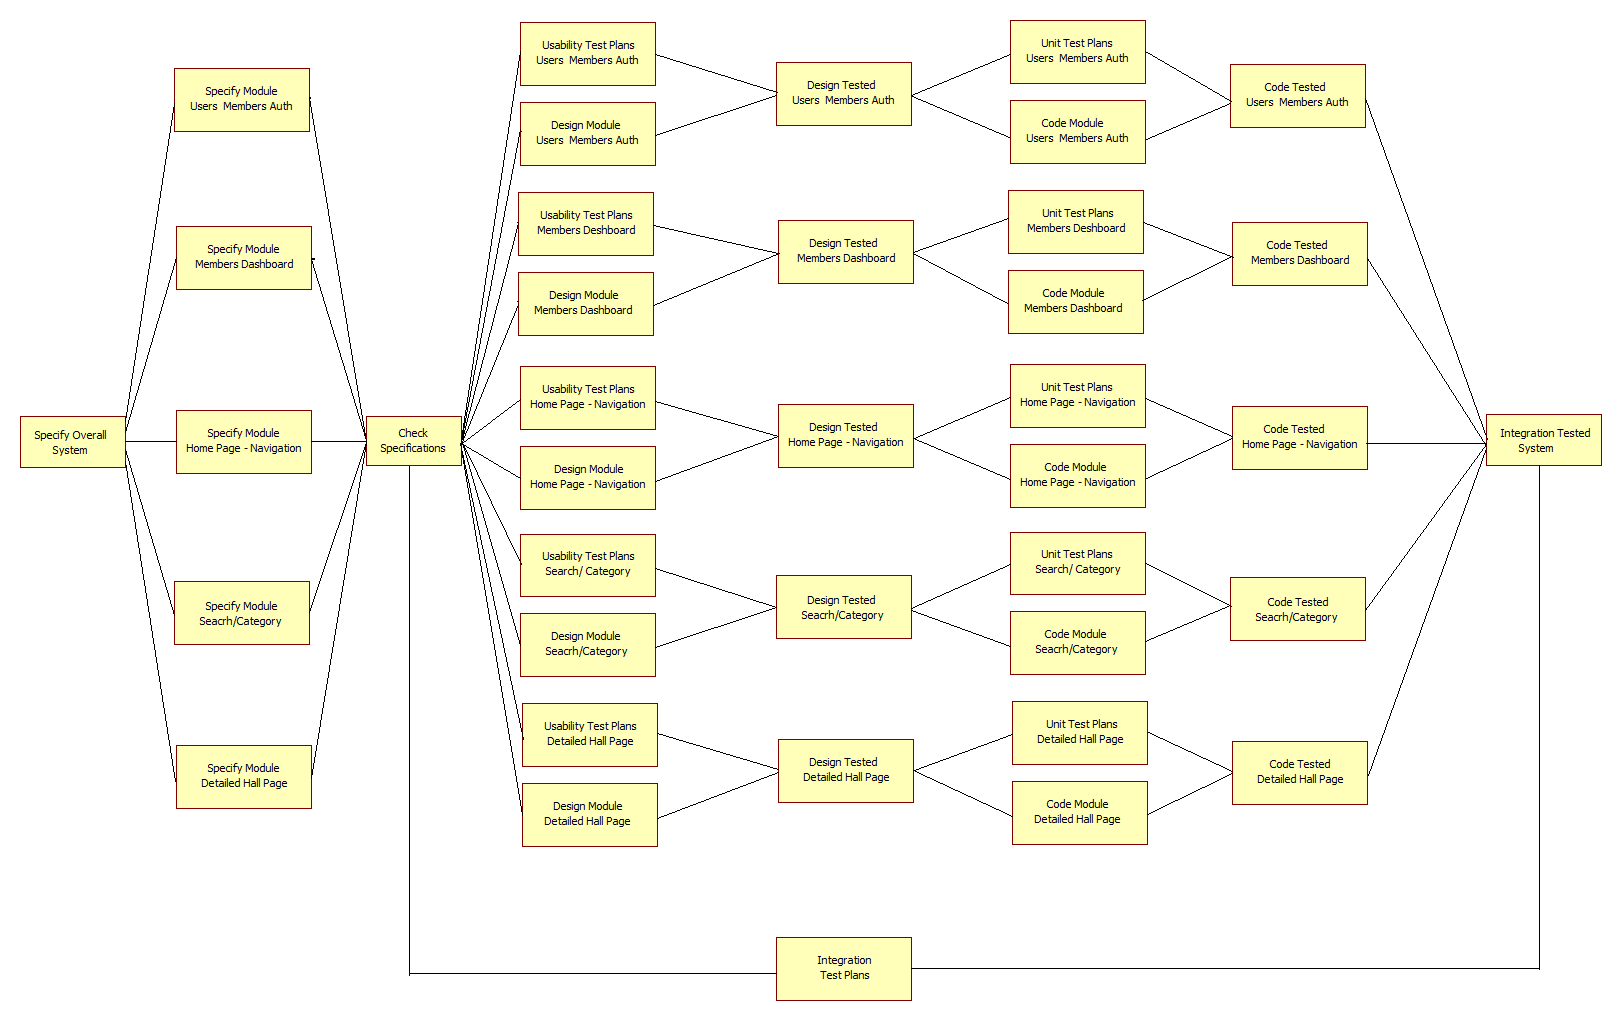 Specify Overall
System
Specify Module
Users Members Auth
Specify Module
Members Dashboard
Specify Module
Home Page - Navigation
Specify Module
Seacrh/Category
Specify Module
Detailed Hall Page
Check
Specifications
Usability Test Plans
Users Members Auth
Design Module
Users Members Auth
Usability Test Plans
Members Deshboard
Design Module
Members Dashboard
Usability Test Plans
Home Page - Navigation
Design Module
Home Page - Navigation
Usability Test Plans
Search/ Category
Design Module
Seacrh/Category
Usability Test Plans
Detailed Hall Page
Design Module
Detailed Hall Page
Design Tested
Users Members Auth
Design Tested
Members Dashboard
Design Tested
Home Page - Navigation
Design Tested
Seacrh/Category
Design Tested
Detailed Hall Page
Integration
Test Plans
Unit Test Plans
Users Members Auth
Code Module
Users Members Auth
Unit Test Plans
Members Deshboard
Code Module
Members Dashboard
Unit Test Plans
Home Page - Navigation
Code Module
Home Page - Navigation
Unit Test Plans
Search/ Category
Code Module
Seacrh/Category
Unit Test Plans
Detailed Hall Page
Code Module
Detailed Hall Page
Code Tested
Users Members Auth
Code Tested
Members Dashboard
Code Tested
Home Page - Navigation
Code Tested
Seacrh/Category
Code Tested
Detailed Hall Page
Integration Tested
System